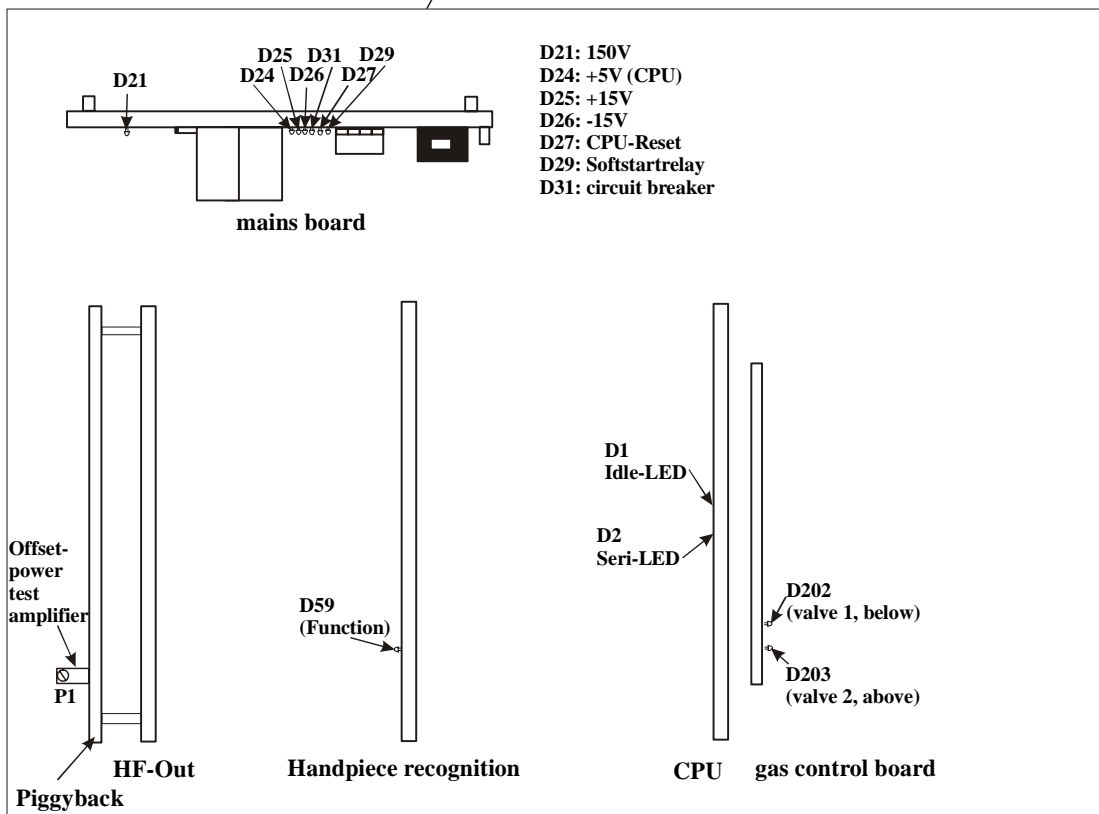 D25 D31 D29
D21 D24 D26 D27
mains board
D21: 150V
D24: +5V (CPU)
D25: +15V
D26: -15V
D27: CPU-Reset
D29: Softstartrelay
D31: circuit breaker
Offset-
power
test
amplifier
P1
HF-Out
Piggyback
D59
(Function)
Handpiece recognition
D1
Idle-LED
D2
Seri-LED
CPU
D202
(valve 1, below)
D203
(valve 2, above)
gas control board